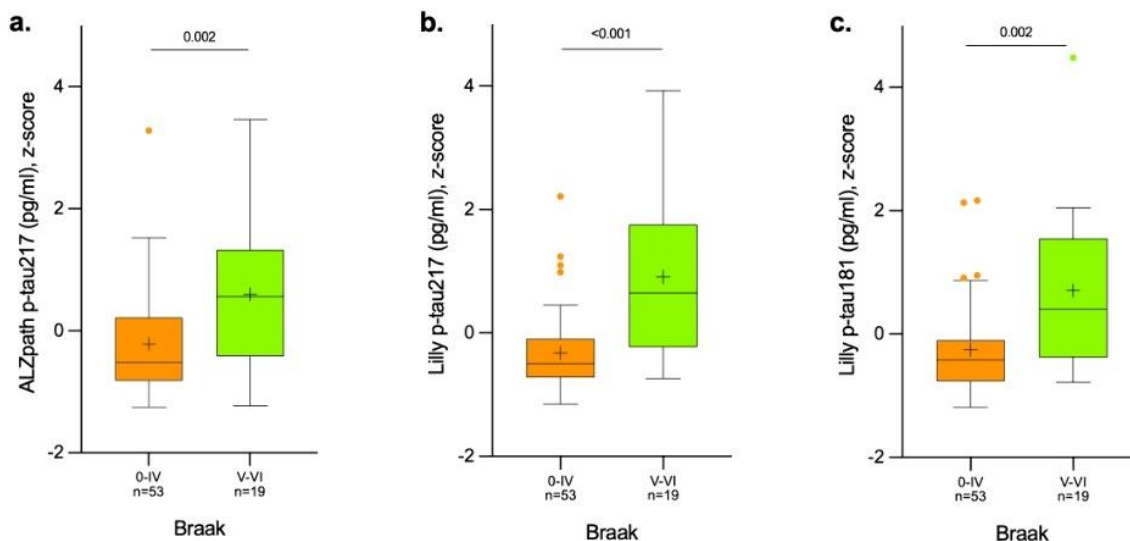 a.
0.002
ALZpath p-tau217 (pg/ml), z-score
4
2
0
-2
0-IV
n=53
V-VI
n=19
Braak
b.
<0.001
Lilly p-tau217 (pg/ml), z-score
4
2
0
-2
0-IV
n=53
V-VI
n=19
Braak
c.
0.002
Lilly p-tau181 (pg/ml), z-score
4
2
0
-2
0-IV
n=53
V-VI
n=19
Braak